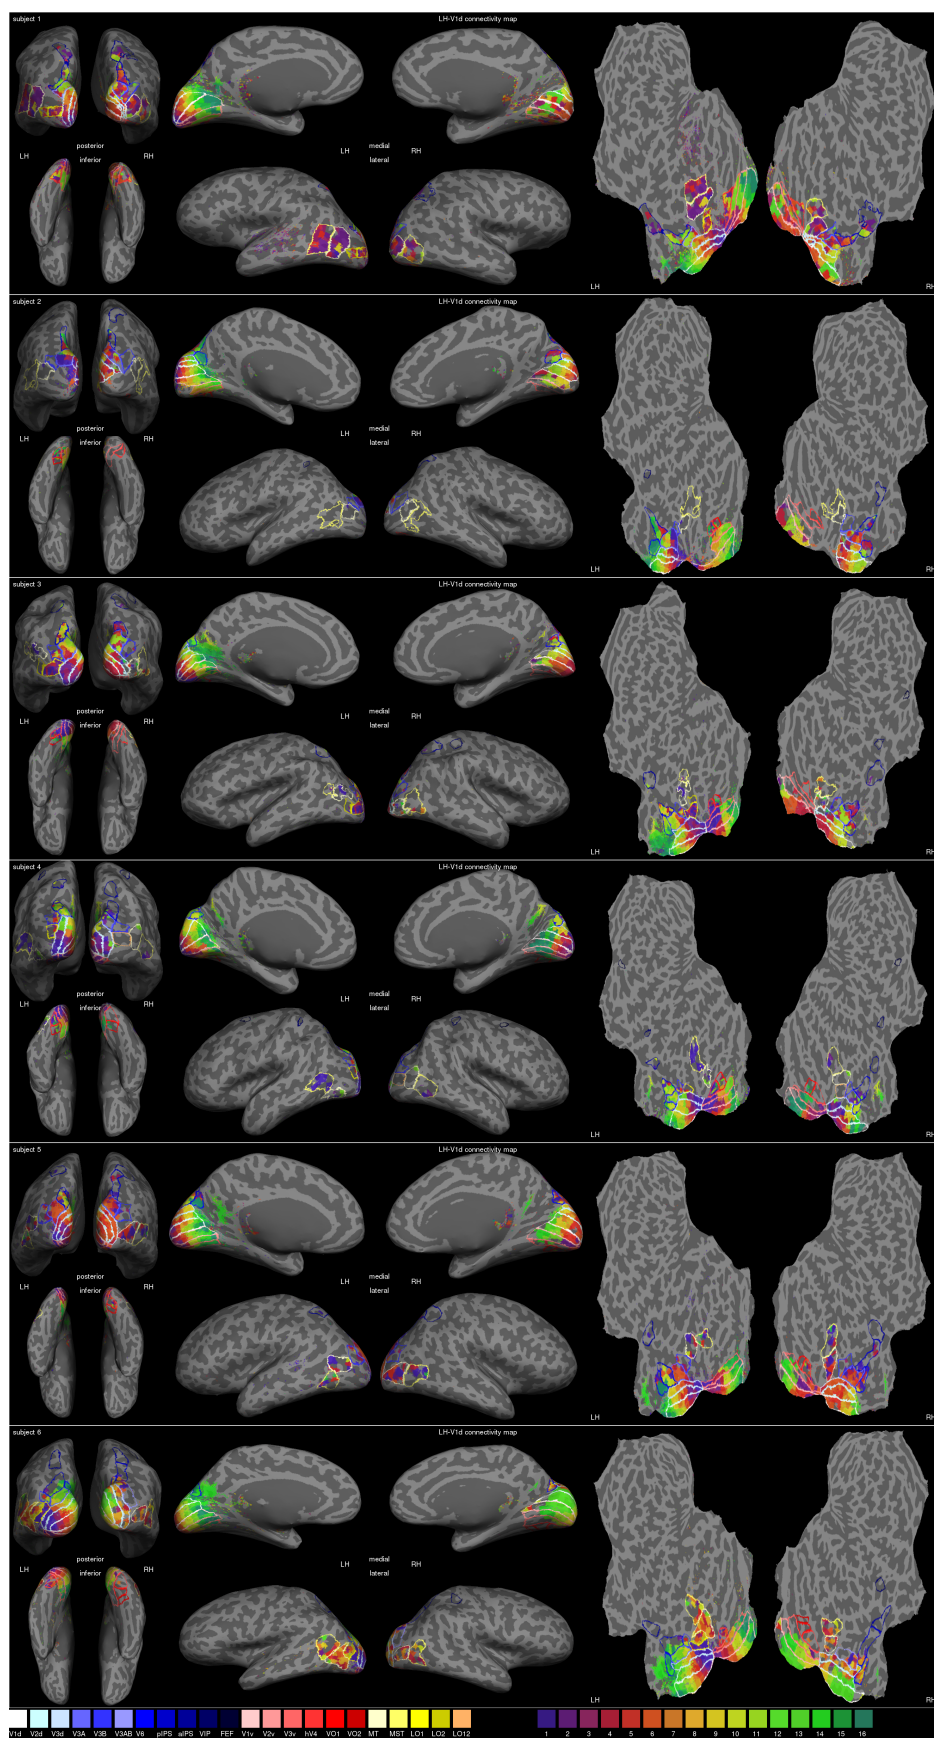 subject 1
LH-V1d connectivity map
posterior
LH RH
inferior
LH medial RH
lateral
LH RH
subject 2
LH-V1d connectivity map
posterior
LH RH
inferior
LH medial RH
lateral
LH RH
subject 3
LH-V1d connectivity map
posterior
LH RH
inferior
LH medial RH
lateral
LH RH
subject 4
LH-V1d connectivity map
posterior
LH RH
inferior
LH medial RH
lateral
LH RH
subject 5
LH-V1d connectivity map
posterior
LH RH
inferior
LH medial RH
lateral
LH RH
subject 6
LH-V1d connectivity map
posterior
LH RH
inferior
LH medial RH
lateral
LH RH
V1d V2d V3d V3A V3B V3AB V6 pIPS aIPS VIP FEF V1v V2v V3v hV4 VO1 VO2 MT MST LO1 LO2 LO12 1 2 3 4 5 6 7 8 9 10 11 12 13 14 15 16